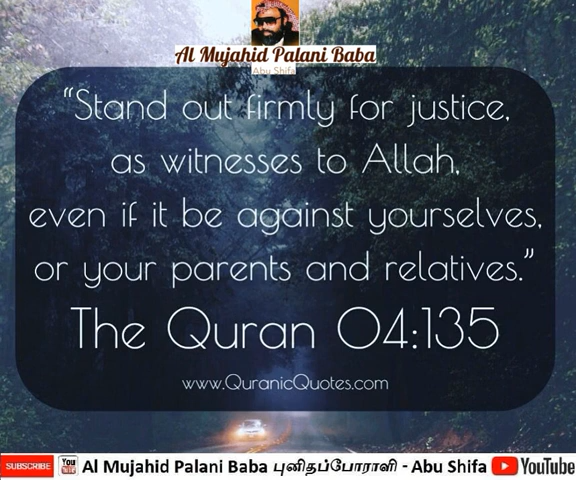 Al Mujahid Palani Baba
Abu Shifa
“Stand out firmly for justice,
as witnesses to Allah,
even if it be against yourselves,
or your parents and relatives.”
The Quran 04:135
www.QuranicQuotes.com
SUBSCRIBE You Tube Al Mujahid Palani Baba புனிதப்போராளி - Abu Shifa YouTube